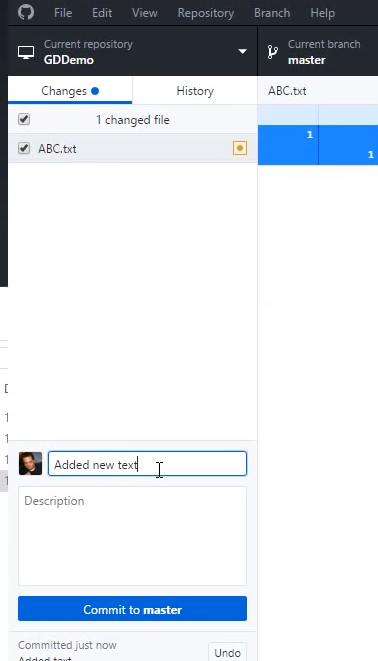 File Edit View Repository Branch Help
Current repository
GDDemo
Current branch
master
Changes
History
ABC.txt
1 changed file
ABC.txt
1
1
Added new text
Description
Commit to master
Committed just now
Added text
Undo